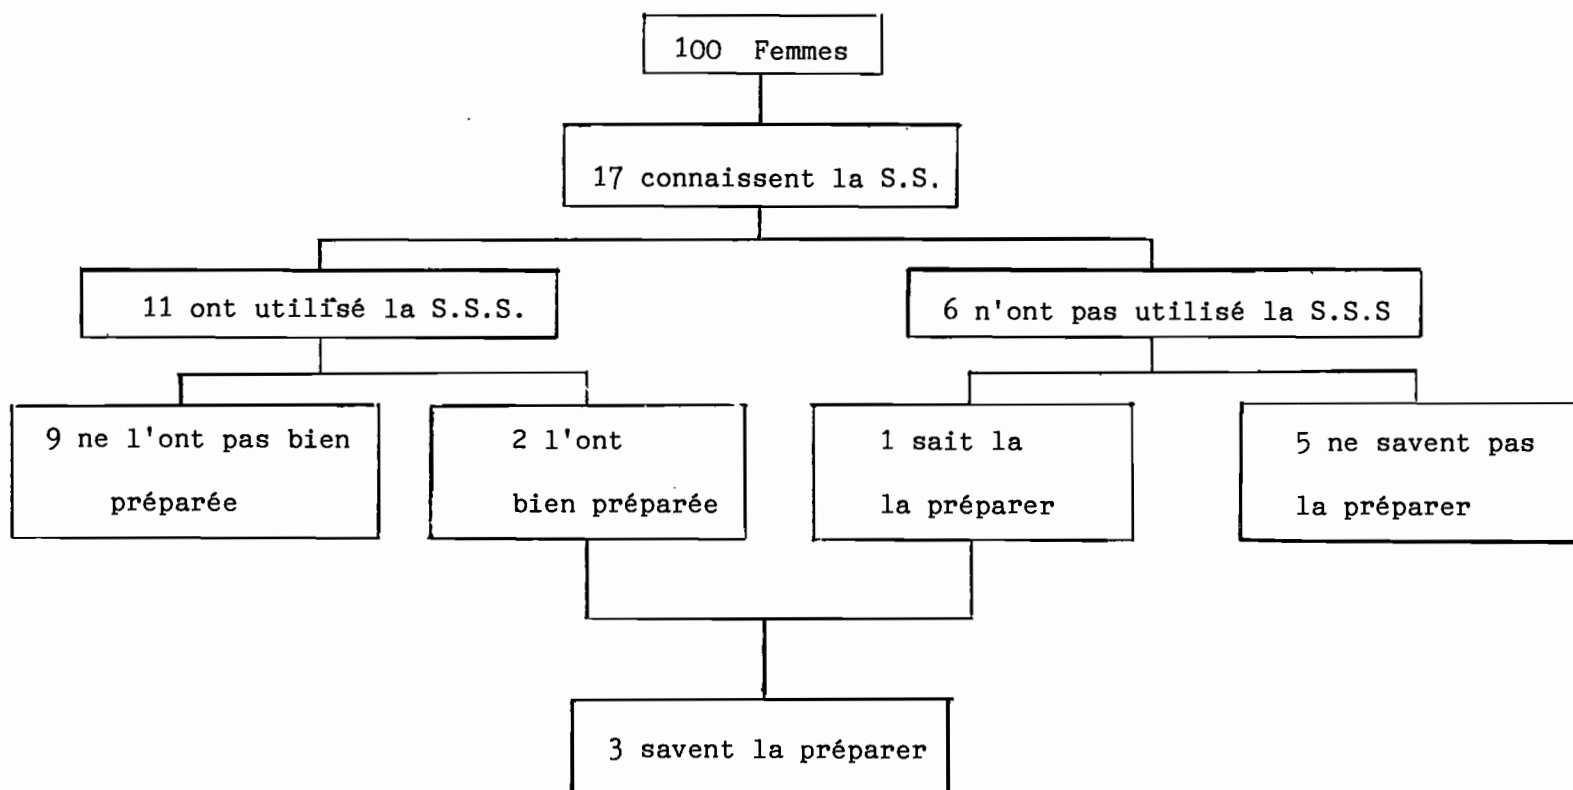 100 Femmes
17 connaissent la S.S.
11 ont utilisé la S.S.S.
6 n'ont pas utilisé la S.S.S
9 ne l'ont pas bien
préparée
2 l'ont
bien préparée
1 sait la
la préparer
5 ne savent pas
la préparer
3 savent la préparer